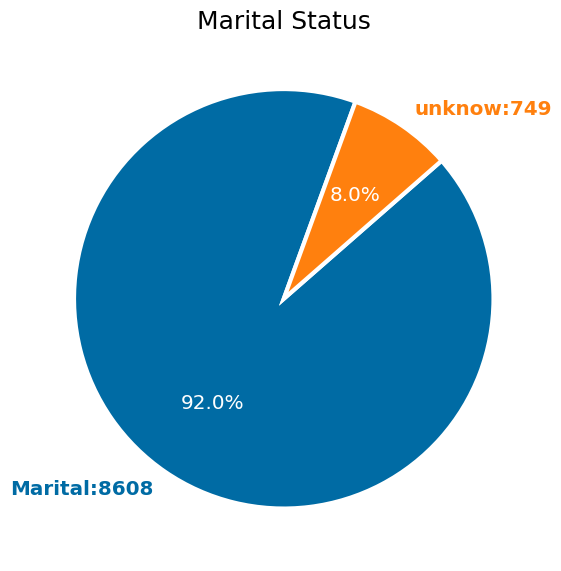 Marital Status
unknow:749
8.0%
92.0%
Marital:8608